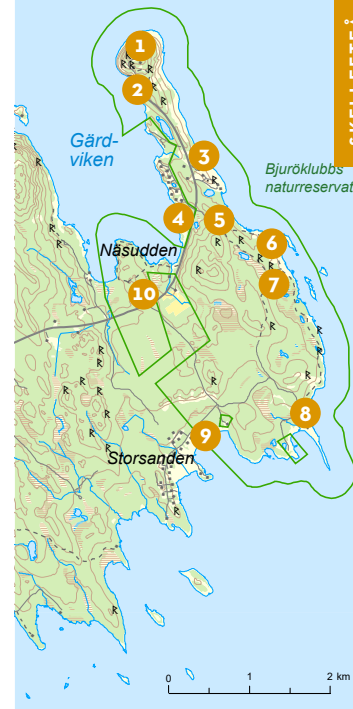 SKELLEFTEÅ
1
2
Gärd-
viken
3
Bjuröklubbs
naturreservat
4
5
6
Näsudden
7
10
8
9
Storsanden
0 1 2 km